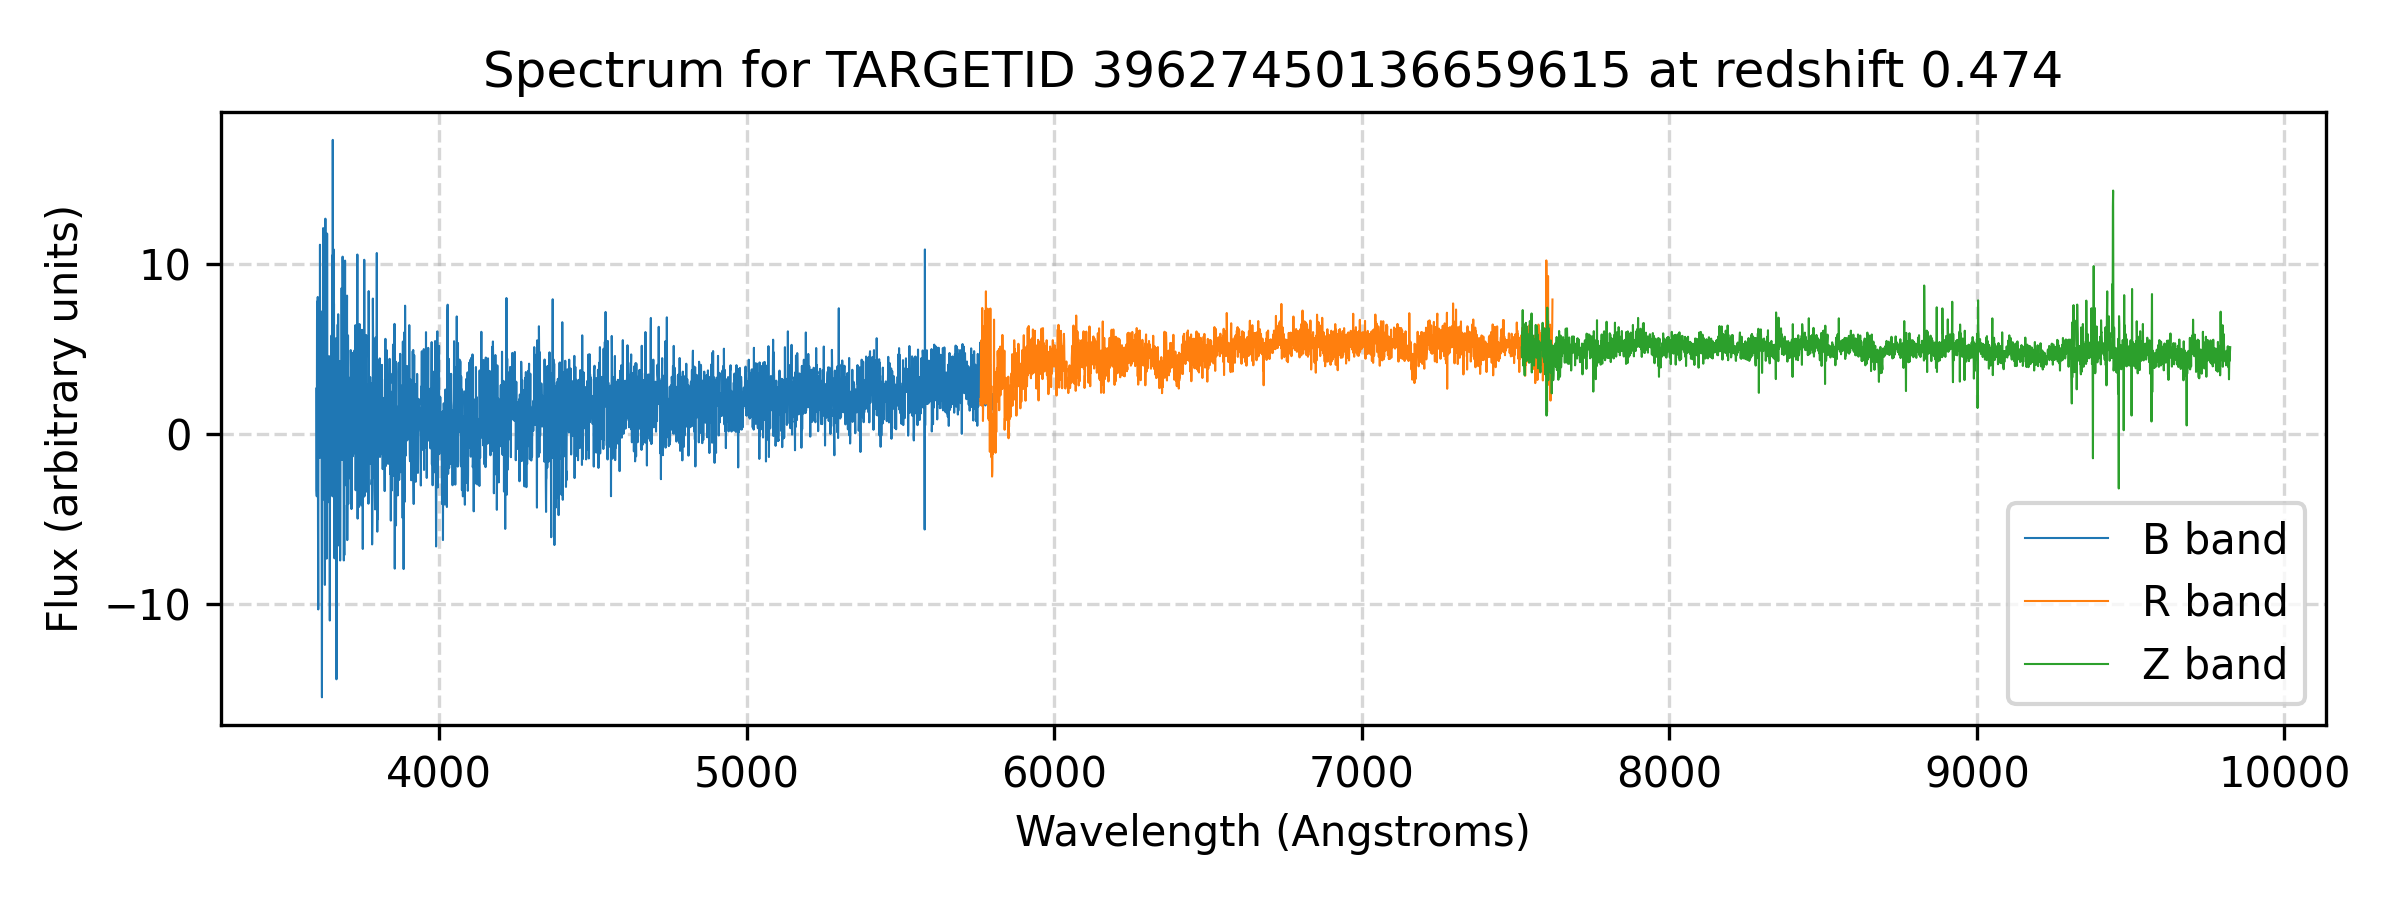 Spectrum for TARGETID 39627450136659615 at redshift 0.474
Flux (arbitrary units)
10
0
−10
4000 5000 6000 7000 8000 9000 10000
Wavelength (Angstroms)
B band
R band
Z band